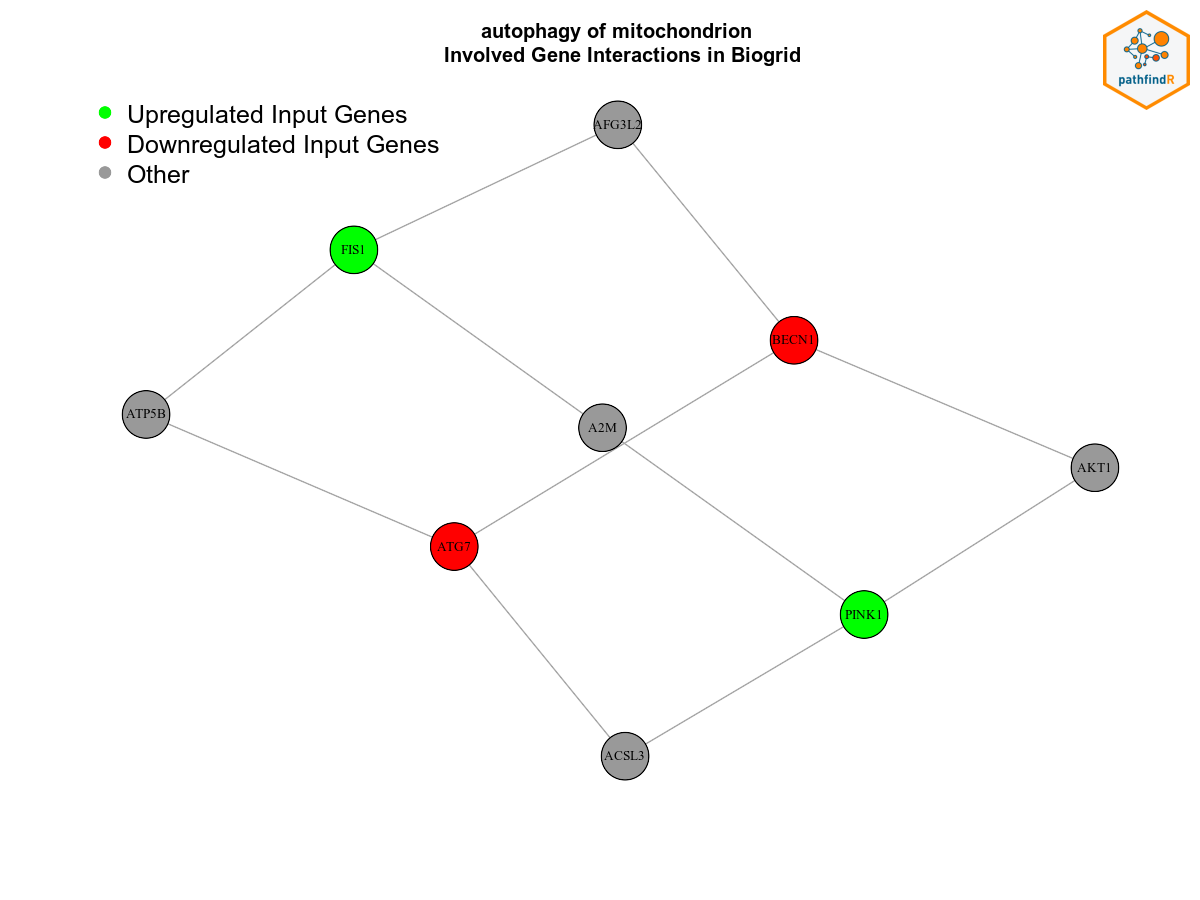 autophagy of mitochondrion
Involved Gene Interactions in Biogrid
pathfindR
Upregulated Input Genes
Downregulated Input Genes
Other
AFG3L2
FIS1
BECN1
ATP5B
A2M
AKT1
ATG7
PINK1
ACSL3